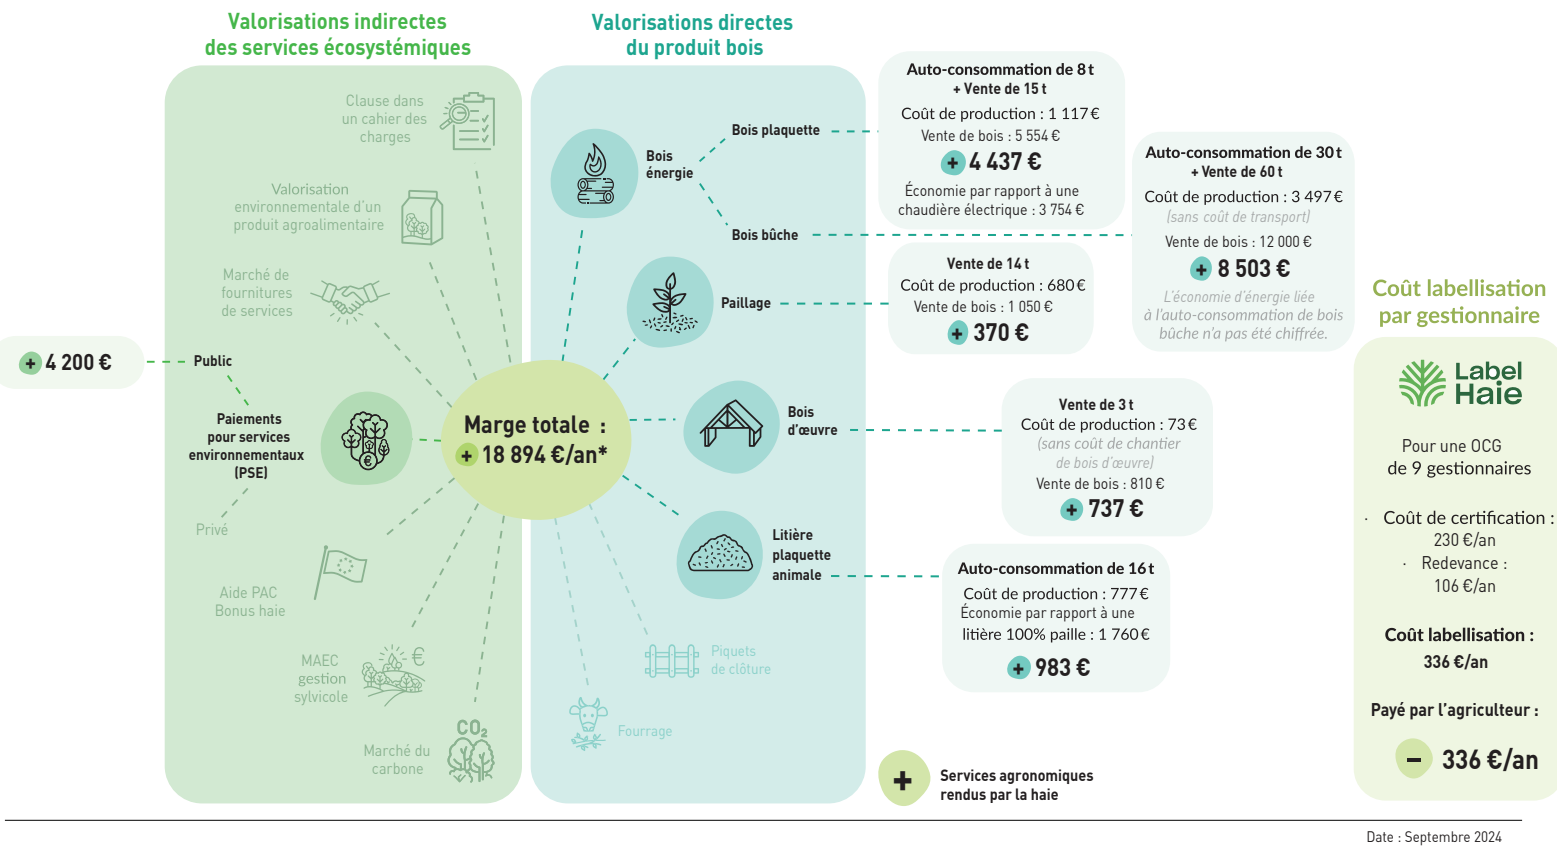 Valorisations indirectes
des services écosystémiques
Clause dans
un cahier des
charges
Valorisation
environnementale d'un
produit agroalimentaire
Marché de
fournitures
de services
+ 4 200 €
Public
Paiements
pour services
environnementaux
(PSE)
€
Privé
Aide PAC
Bonus haie
MAEC
gestion
sylvicole
€
Marché du
carbone
CO₂
Marge totale :
+ 18 894 €/an*
Valorisations directes
du produit bois
Bois
énergie
Bois plaquette
Bois bûche
Paillage
Bois
d'œuvre
Litière
plaquette
animale
Piquets
de clôture
Fourrage
Auto-consommation de 8 t
+ Vente de 15 t
Coût de production : 1 117 €
Vente de bois : 5 554 €
+ 4 437 €
Économie par rapport à une
chaudière électrique : 3 754 €
Auto-consommation de 30 t
+ Vente de 60 t
Coût de production : 3 497 €
(sans coût de transport)
Vente de bois : 12 000 €
+ 8 503 €
L'économie d'énergie liée
à l'auto-consommation de bois
bûche n'a pas été chiffrée.
Vente de 14 t
Coût de production : 680 €
Vente de bois : 1 050 €
+ 370 €
Vente de 3 t
Coût de production : 73 €
(sans coût de chantier
de bois d'œuvre)
Vente de bois : 810 €
+ 737 €
Auto-consommation de 16 t
Coût de production : 777 €
Économie par rapport à une
litière 100% paille : 1 760 €
+ 983 €
+ Services agronomiques
rendus par la haie
Coût labellisation
par gestionnaire
Label
Haie
Pour une OCG
de 9 gestionnaires
· Coût de certification :
230 €/an
· Redevance :
106 €/an
Coût labellisation :
336 €/an
Payé par l'agriculteur :
− 336 €/an
Date : Septembre 2024